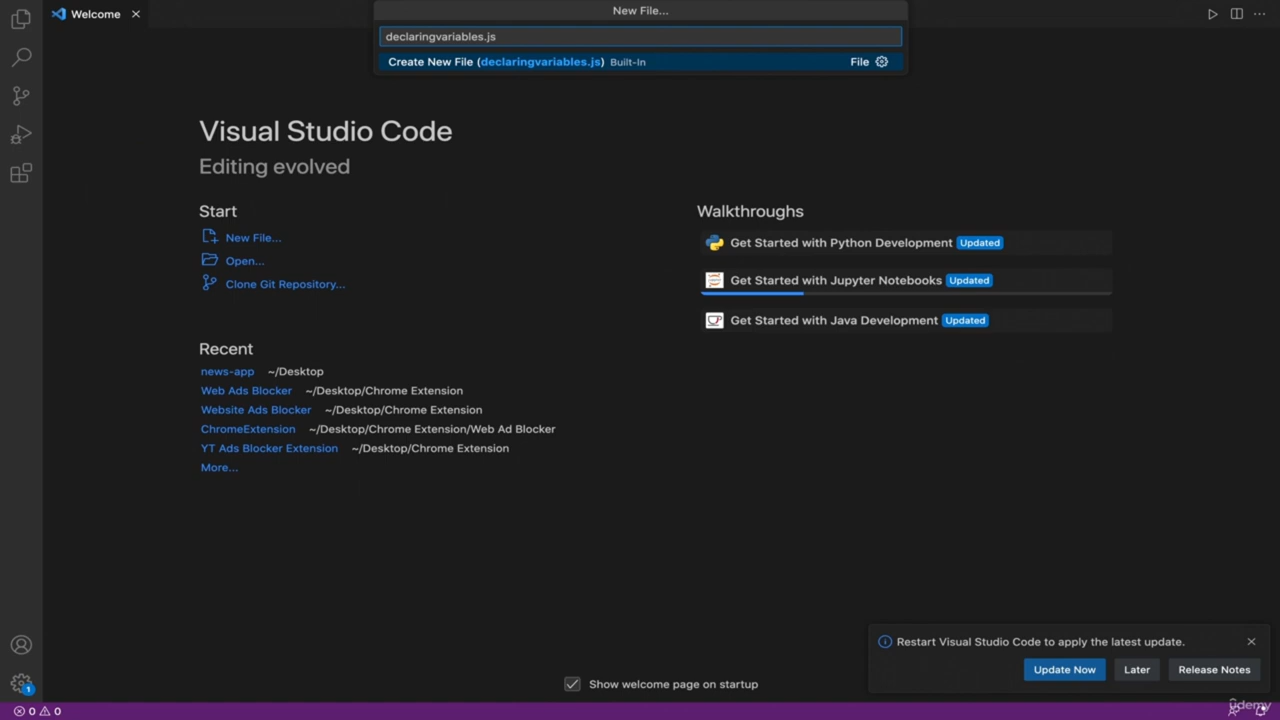 Welcome
New File...
declaringvariables.js
Create New File (declaringvariables.js) Built-In File
Visual Studio Code
Editing evolved
Start
New File...
Open...
Clone Git Repository...
Recent
news-app ~/Desktop
Web Ads Blocker ~/Desktop/Chrome Extension
Website Ads Blocker ~/Desktop/Chrome Extension
ChromeExtension ~/Desktop/Chrome Extension/Web Ad Blocker
YT Ads Blocker Extension ~/Desktop/Chrome Extension
More...
Walkthroughs
Get Started with Python Development Updated
Get Started with Jupyter Notebooks Updated
Get Started with Java Development Updated
Restart Visual Studio Code to apply the latest update.
Update Now Later Release Notes
Show welcome page on startup
1
0 0
ûdemy